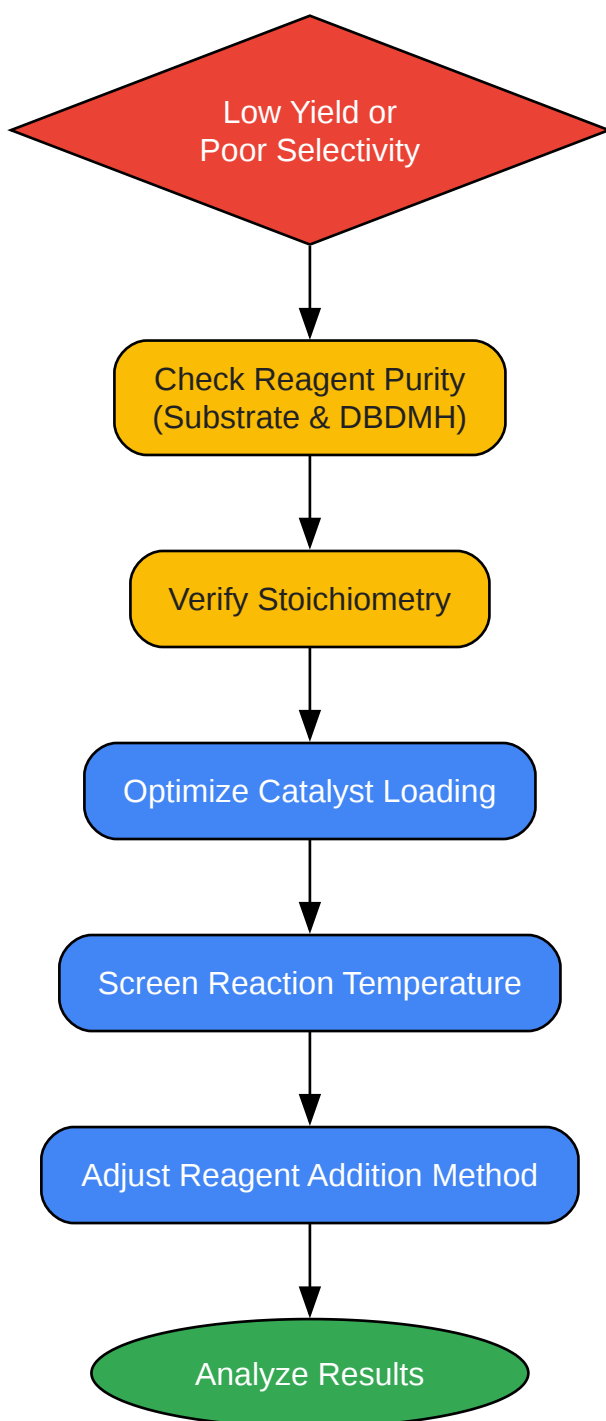 Low Yield or
Poor Selectivity
Check Reagent Purity
(Substrate & DBDMH)
Verify Stoichiometry
Optimize Catalyst Loading
Screen Reaction Temperature
Adjust Reagent Addition Method
Analyze Results